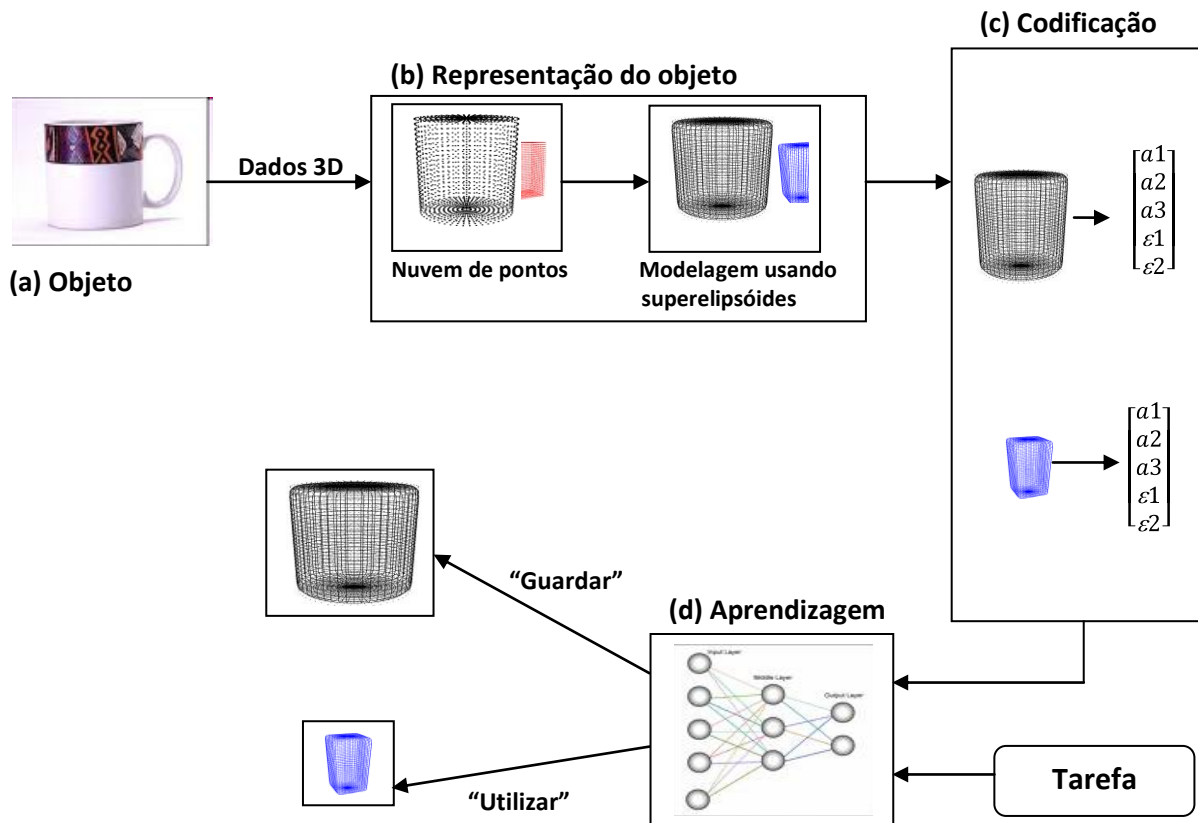 (c) Codificação
(b) Representação do objeto
Dados 3D
Nuvem de pontos
Modelagem usando
superelipsóides
(a) Objeto
a1
a2
a3
ε1
ε2
a1
a2
a3
ε1
ε2
“Guardar”
(d) Aprendizagem
Input Layer
Middle Layer
Output Layer
“Utilizar”
Tarefa